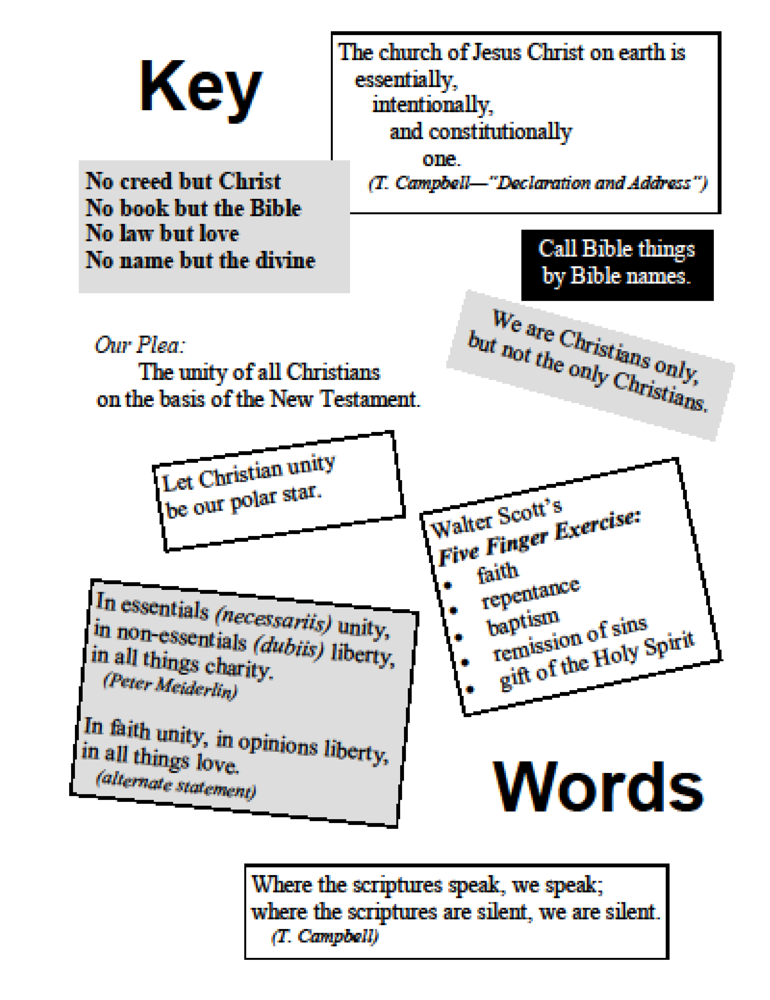 Key
The church of Jesus Christ on earth is
essentially,
intentionally,
and constitutionally
one.
(T. Campbell—"Declaration and Address")
No creed but Christ
No book but the Bible
No law but love
No name but the divine
Call Bible things
by Bible names.
We are Christians only,
but not the only Christians.
Our Plea:
The unity of all Christians
on the basis of the New Testament.
Let Christian unity
be our polar star.
Walter Scott's
Five Finger Exercise:
• faith
• repentance
• baptism
• remission of sins
• gift of the Holy Spirit
In essentials (necessariis) unity,
in non-essentials (dubiis) liberty,
in all things charity.
(Peter Meiderlin)
In faith unity, in opinions liberty,
in all things love.
(alternate statement)
Words
Where the scriptures speak, we speak;
where the scriptures are silent, we are silent.
(T. Campbell)